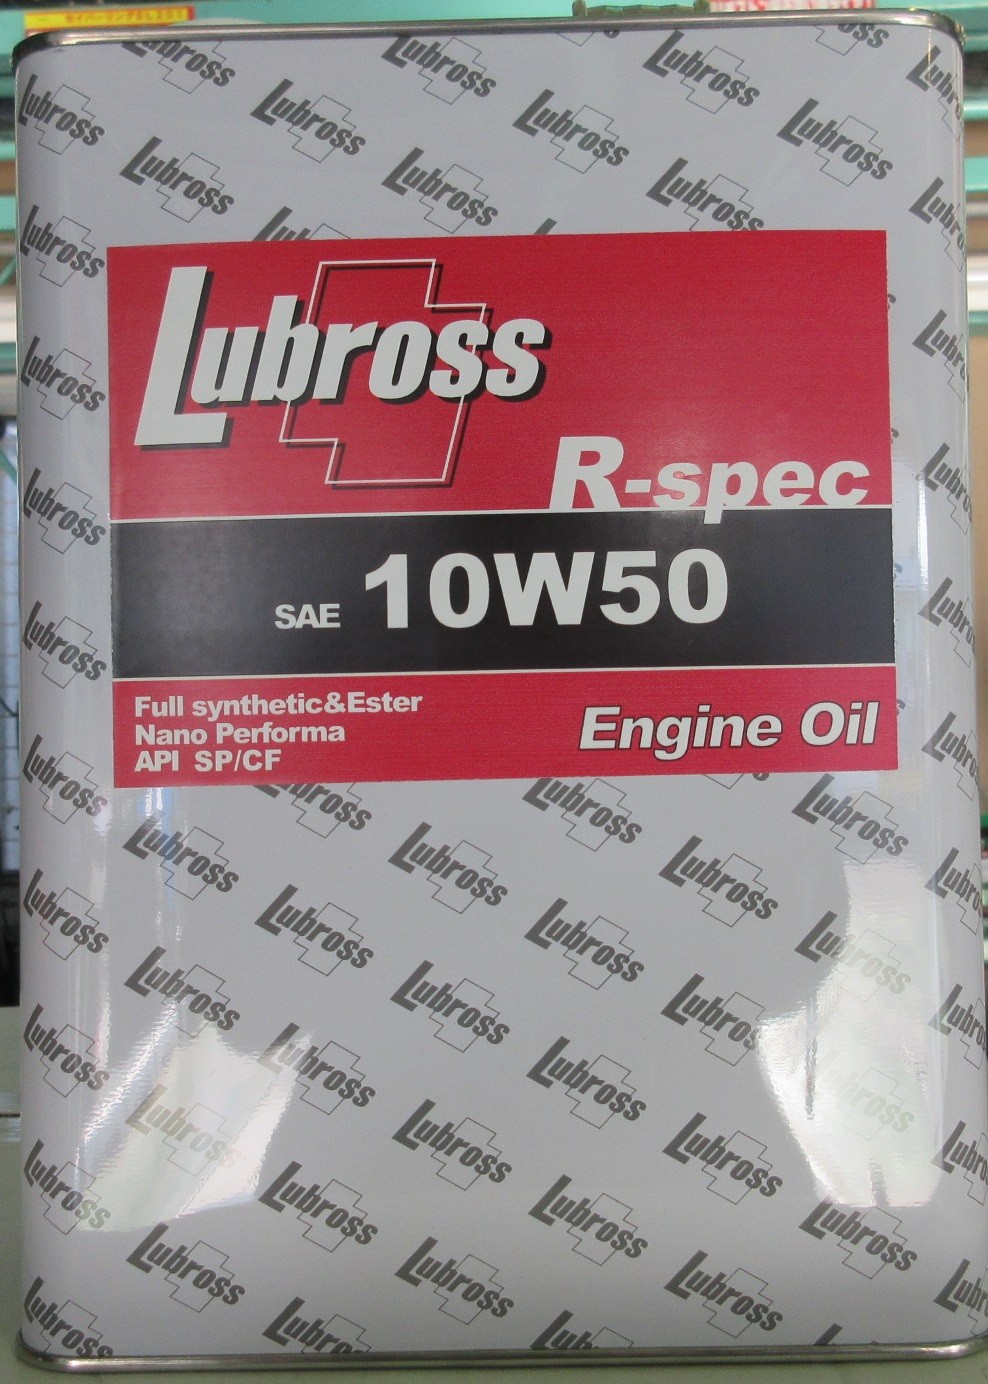 Lubross
R-spec
SAE 10W50
Full synthetic&Ester
Nano Performa
API SP/CF
Engine Oil